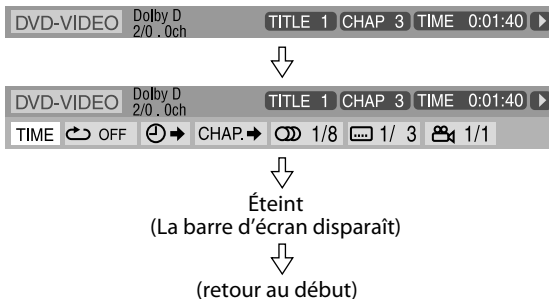 DVD-VIDEO Dolby D 2/0 . 0ch TITLE 1 CHAP 3 TIME 0:01:40
DVD-VIDEO Dolby D 2/0 . 0ch TITLE 1 CHAP 3 TIME 0:01:40
TIME OFF CHAP. 1/8 1/ 3 1/1
Éteint
(La barre d’écran disparaît)
(retour au début)